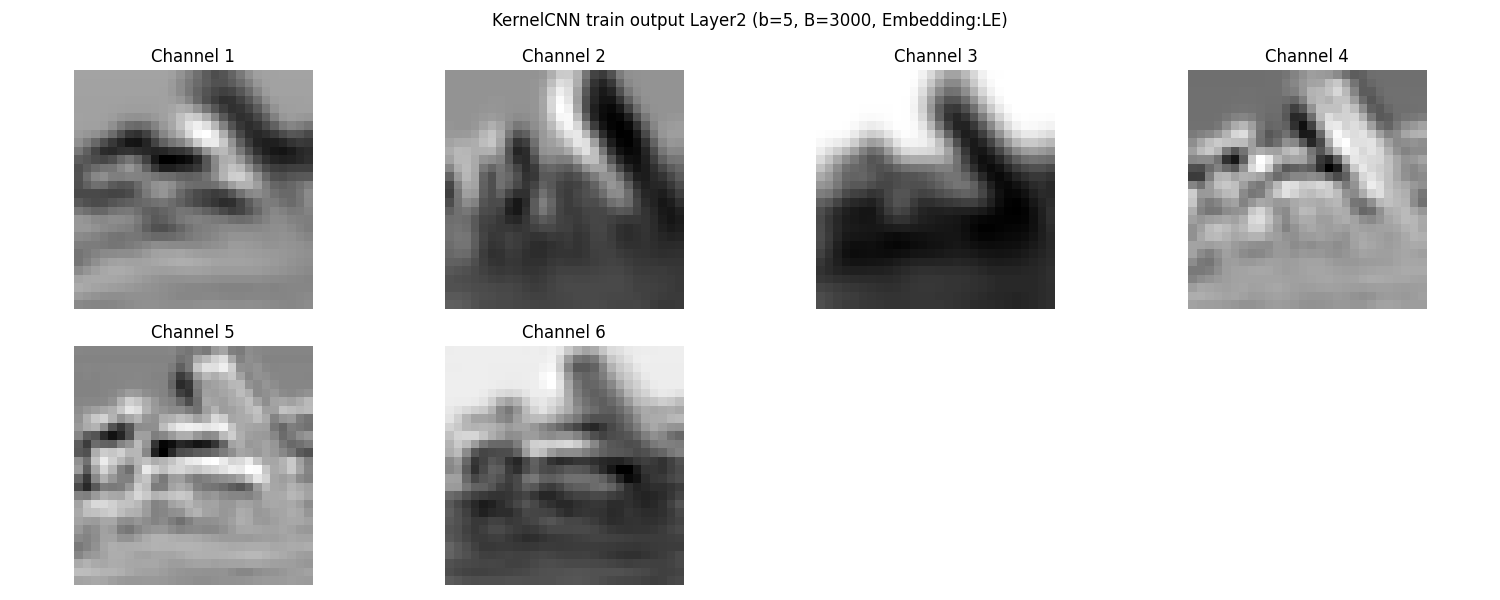 KernelCNN train output Layer2 (b=5, B=3000, Embedding:LE)
Channel 1
Channel 2
Channel 3
Channel 4
Channel 5
Channel 6